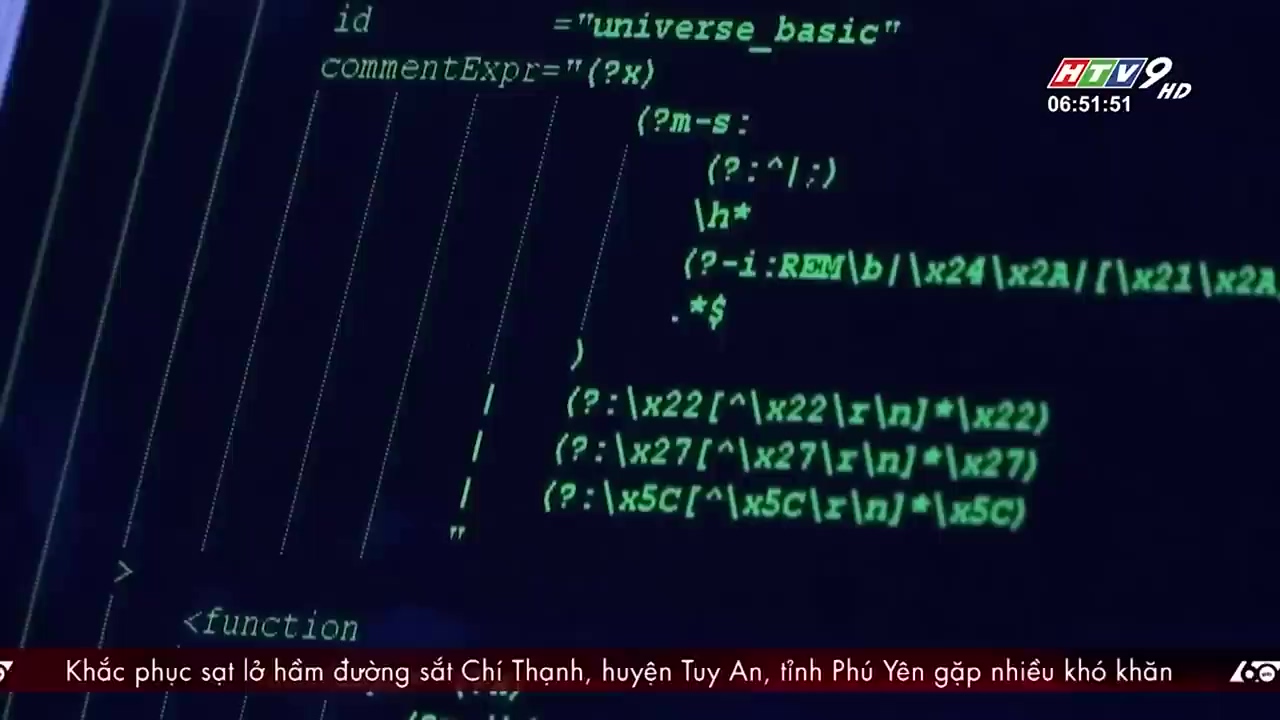 id ="universe_basic"
commentExpr="(?x)
HTV9 HD
06:51:51
(?m-s:
(?:^|;)
\h*
(?-i:REM\b|\x24\x2A|[\x21\x2A
.*$
)
| (?:\x22[^\x22\r\n]*\x22)
| (?:\x27[^\x27\r\n]*\x27)
| (?:\x5C[^\x5C\r\n]*\x5C)
"
>
<function
Khắc phục sạt lở hầm đường sắt Chí Thạnh, huyện Tuy An, tỉnh Phú Yên gặp nhiều khó khăn